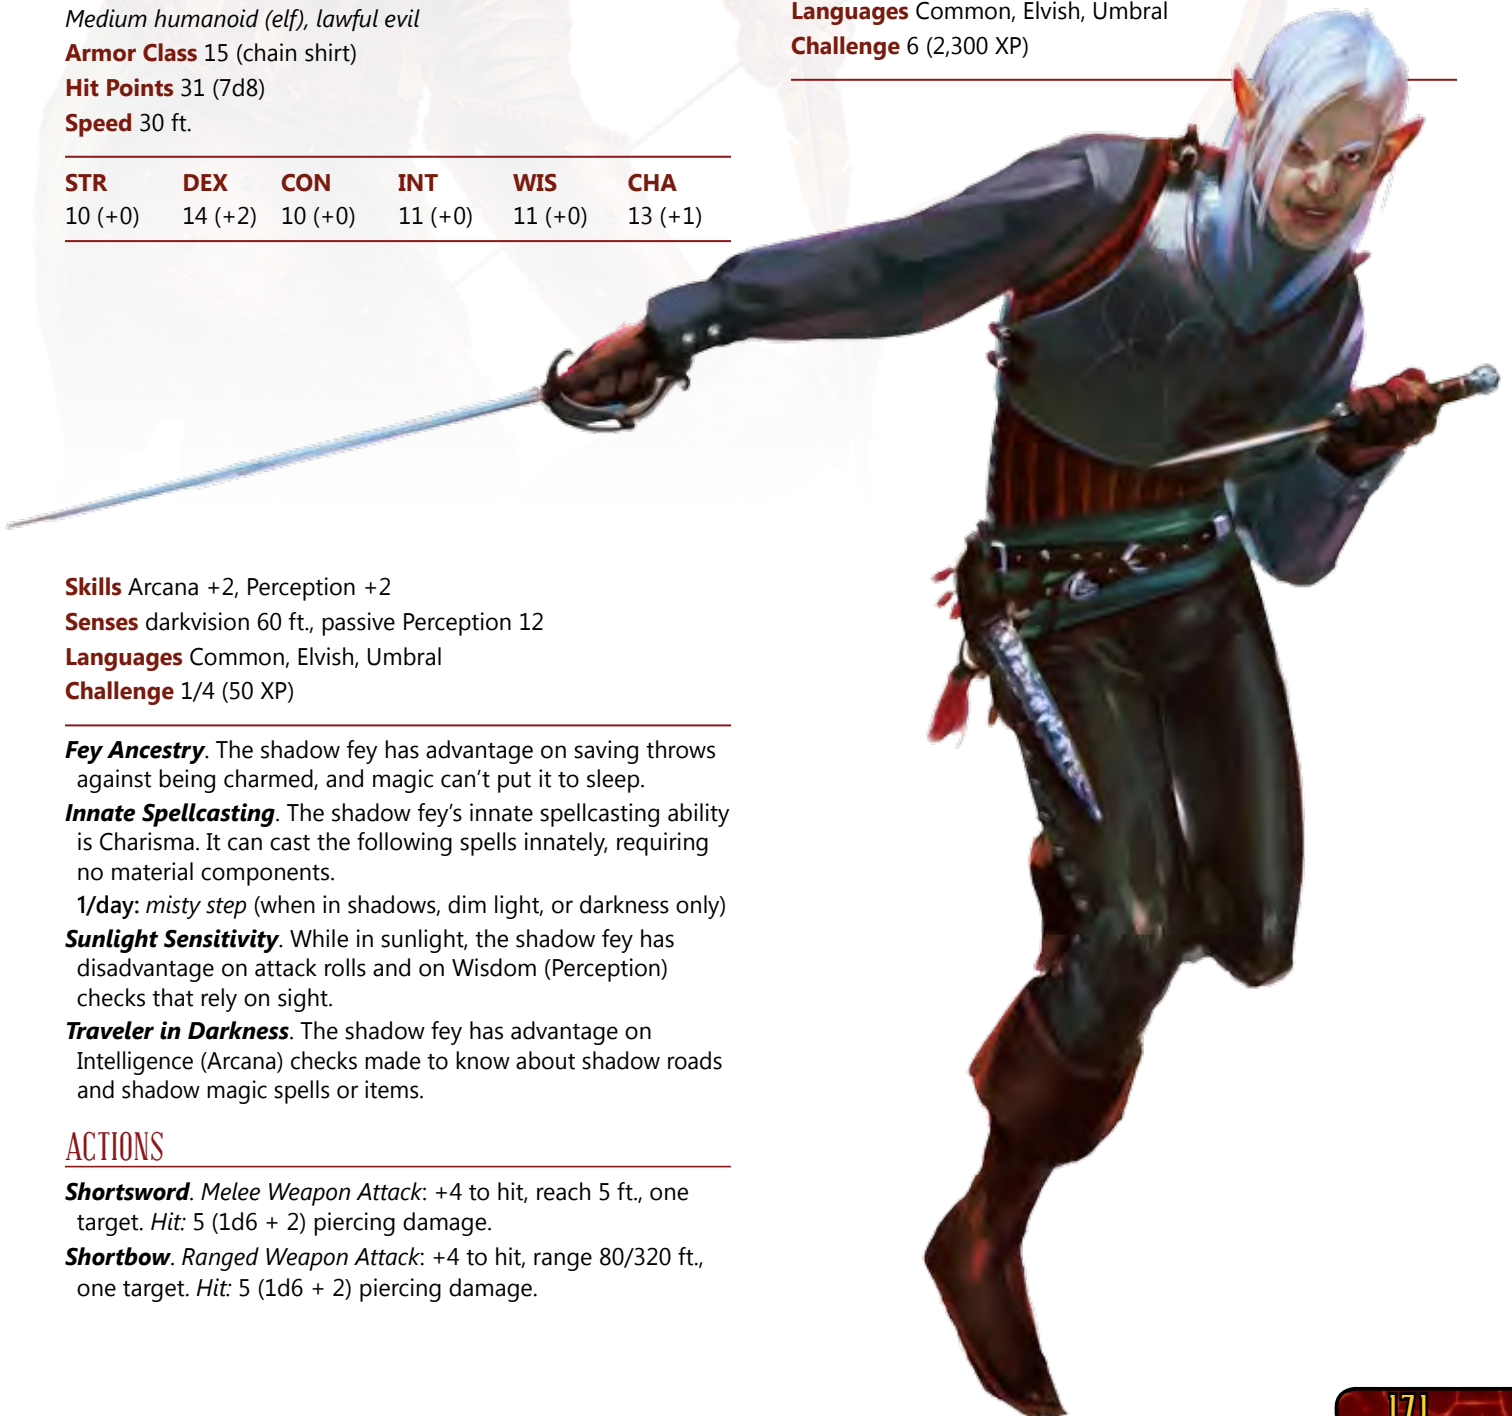 Medium humanoid (elf), lawful evil
Armor Class 15 (chain shirt)
Hit Points 31 (7d8)
Speed 30 ft.
STR DEX CON INT WIS CHA
10 (+0) 14 (+2) 10 (+0) 11 (+0) 11 (+0) 13 (+1)
Skills Arcana +2, Perception +2
Senses darkvision 60 ft., passive Perception 12
Languages Common, Elvish, Umbral
Challenge 1/4 (50 XP)
Fey Ancestry. The shadow fey has advantage on saving throws
against being charmed, and magic can't put it to sleep.
Innate Spellcasting. The shadow fey's innate spellcasting ability
is Charisma. It can cast the following spells innately, requiring
no material components.
1/day: misty step (when in shadows, dim light, or darkness only)
Sunlight Sensitivity. While in sunlight, the shadow fey has
disadvantage on attack rolls and on Wisdom (Perception)
checks that rely on sight.
Traveler in Darkness. The shadow fey has advantage on
Intelligence (Arcana) checks made to know about shadow roads
and shadow magic spells or items.
ACTIONS
Shortsword. Melee Weapon Attack: +4 to hit, reach 5 ft., one
target. Hit: 5 (1d6 + 2) piercing damage.
Shortbow. Ranged Weapon Attack: +4 to hit, range 80/320 ft.,
one target. Hit: 5 (1d6 + 2) piercing damage.
Languages Common, Elvish, Umbral
Challenge 6 (2,300 XP)
171